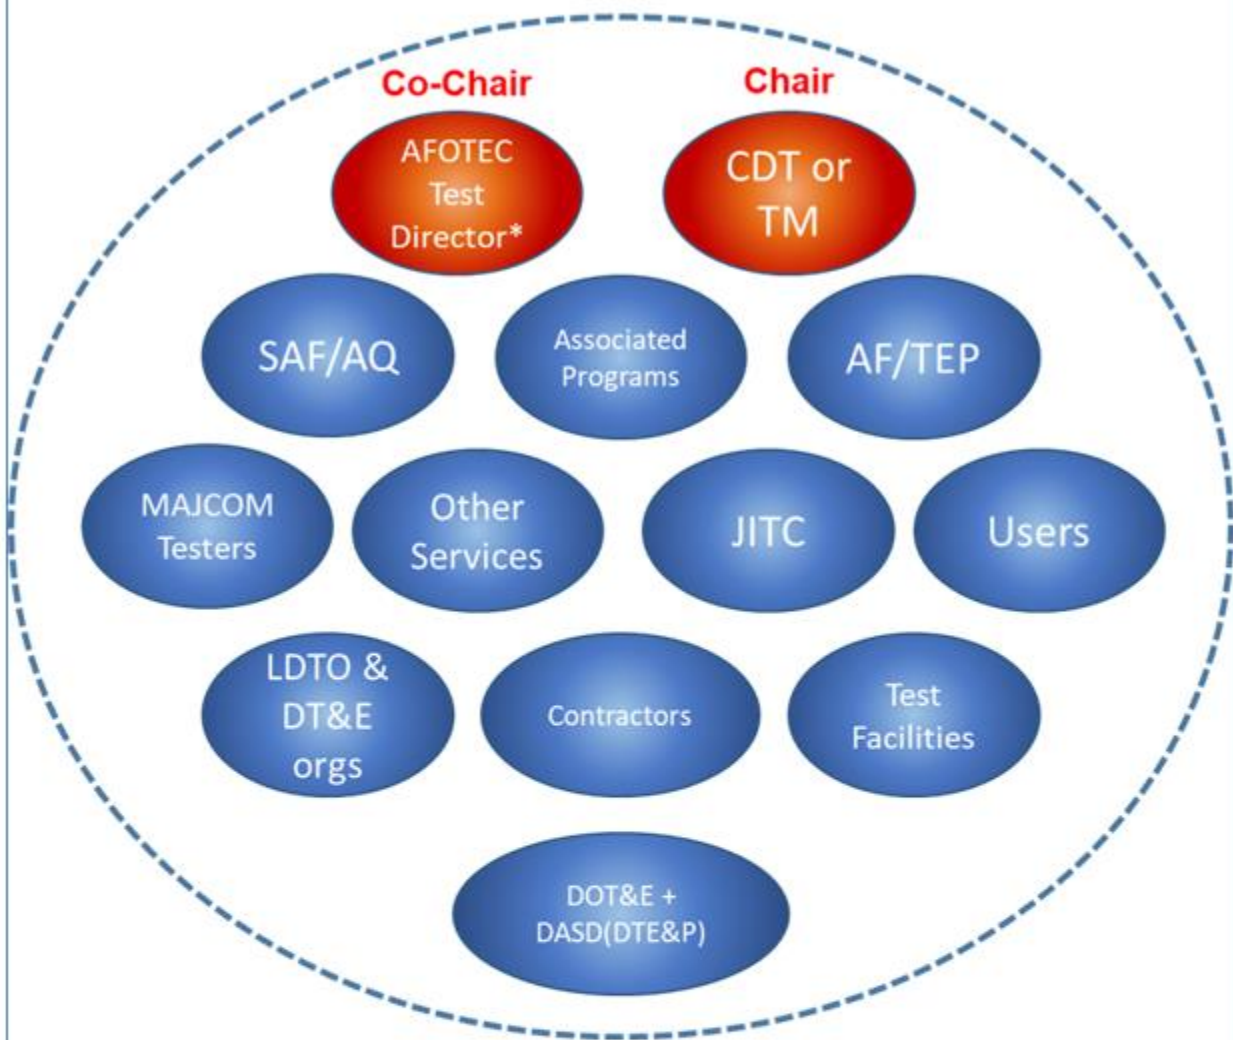 Co-Chair
Chair
AFOTEC
Test
Director*
CDT or
TM
SAF/AQ
Associated
Programs
AF/TEP
MAJCOM
Testers
Other
Services
JITC
Users
LDTO &
DT&E
orgs
Contractors
Test
Facilities
DOT&E +
DASD(DTE&P)